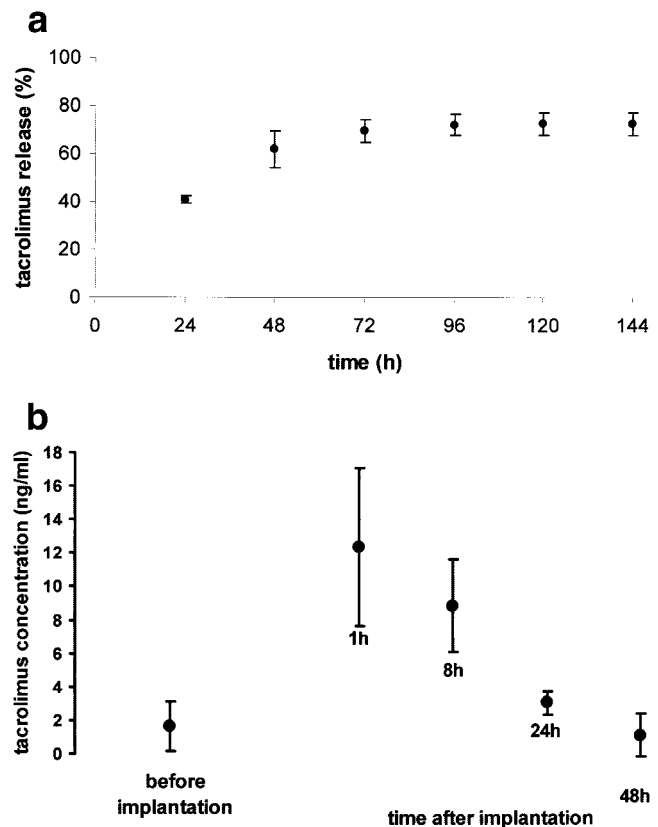 a
tacrolimus release (%)
100
80
60
40
20
0
0 24 48 72 96 120 144
time (h)
b
tacrolimus concentration (ng/ml)
18
16
14
12
10
8
6
4
2
0
1h
8h
24h
48h
before
implantation
time after implantation